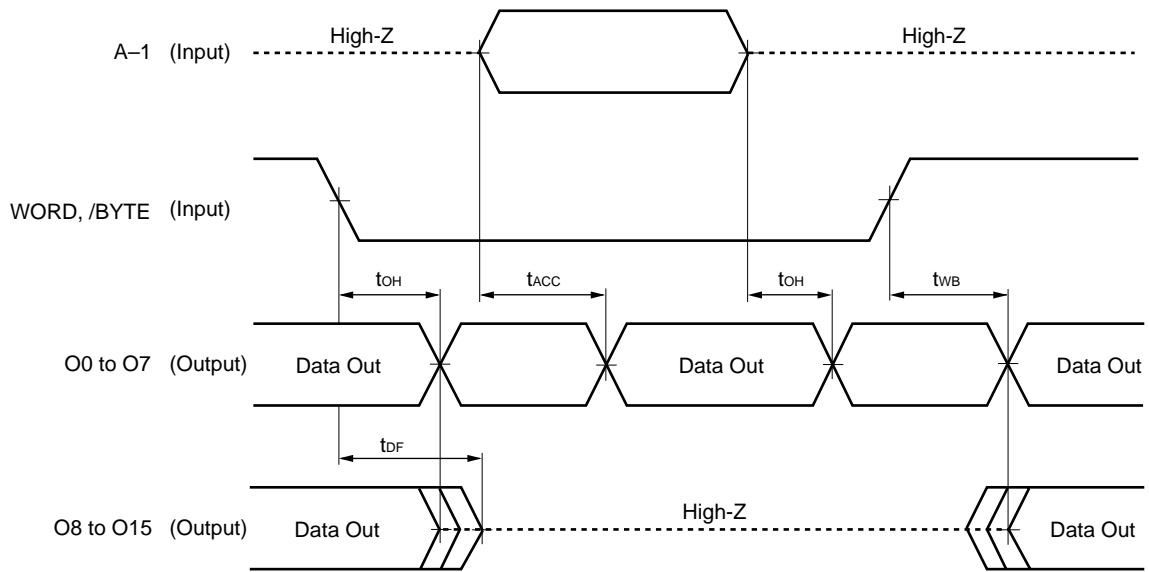 A–1 (Input) High-Z High-Z
WORD, /BYTE (Input)
tOH tACC tOH tWB
O0 to O7 (Output) Data Out Data Out Data Out
tDF
O8 to O15 (Output) Data Out High-Z Data Out